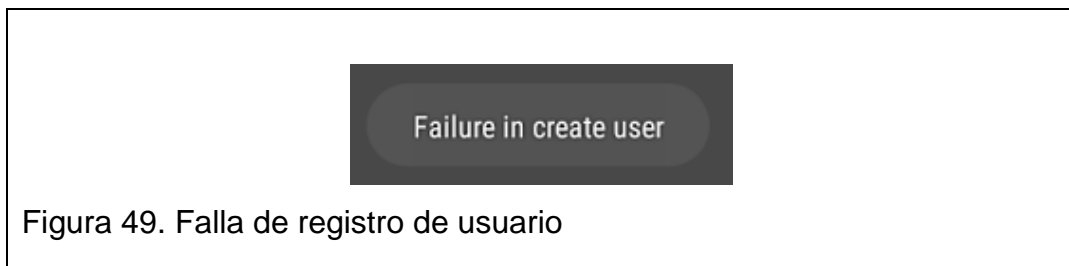 Failure in create user
Figura 49. Falla de registro de usuario